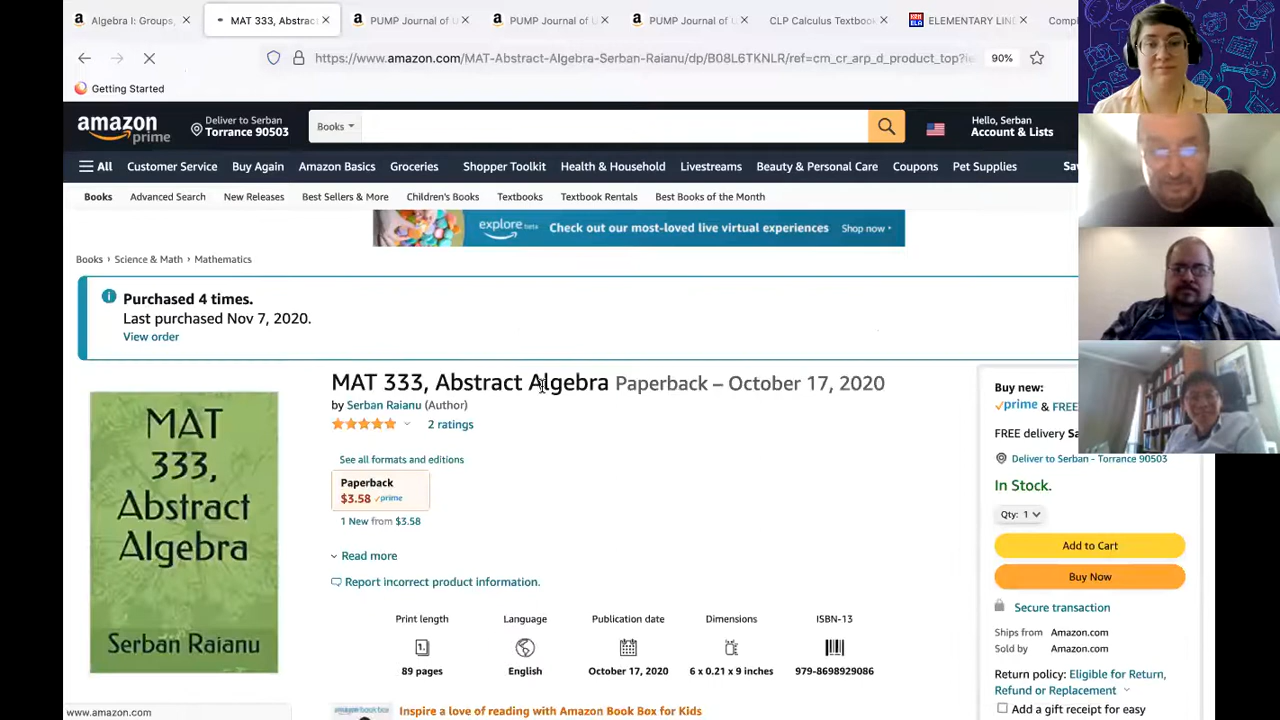 Algebra I: Groups,
MAT 333, Abstract
PUMP Journal of U
PUMP Journal of U
PUMP Journal of U
CLP Calculus Textbook
ELEMENTARY LINE
Compl
https://www.amazon.com/MAT-Abstract-Algebra-Serban-Raianu/dp/B08L6TKNLR/ref=cm_cr_arp_d_product_top?ie
90%
Getting Started
amazon prime
Deliver to Serban
Torrance 90503
Books
Hello, Serban
Account & Lists
All
Customer Service
Buy Again
Amazon Basics
Groceries
Shopper Toolkit
Health & Household
Livestreams
Beauty & Personal Care
Coupons
Pet Supplies
Sa
Books
Advanced Search
New Releases
Best Sellers & More
Children's Books
Textbooks
Textbook Rentals
Best Books of the Month
explore beta
Check out our most-loved live virtual experiences
Shop now
Books › Science & Math › Mathematics
Purchased 4 times.
Last purchased Nov 7, 2020.
View order
MAT
333,
Abstract
Algebra
Serban Raianu
MAT 333, Abstract Algebra Paperback – October 17, 2020
by Serban Raianu (Author)
2 ratings
See all formats and editions
Paperback
$3.58 prime
1 New from $3.58
Read more
Report incorrect product information.
Print length
89 pages
Language
English
Publication date
October 17, 2020
Dimensions
6 x 0.21 x 9 inches
ISBN-13
979-8698929086
amazon book box
Inspire a love of reading with Amazon Book Box for Kids
Buy new:
prime & FREE
FREE delivery Sa
Deliver to Serban - Torrance 90503
In Stock.
Qty: 1
Add to Cart
Buy Now
Secure transaction
Ships from Amazon.com
Sold by Amazon.com
Return policy: Eligible for Return,
Refund or Replacement
Add a gift receipt for easy
www.amazon.com